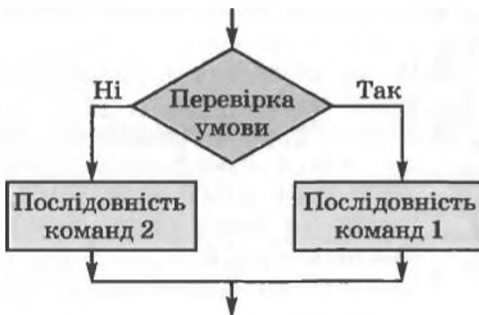 Перевірка
умови
Ні
Так
Послідовність
команд 2
Послідовність
команд 1